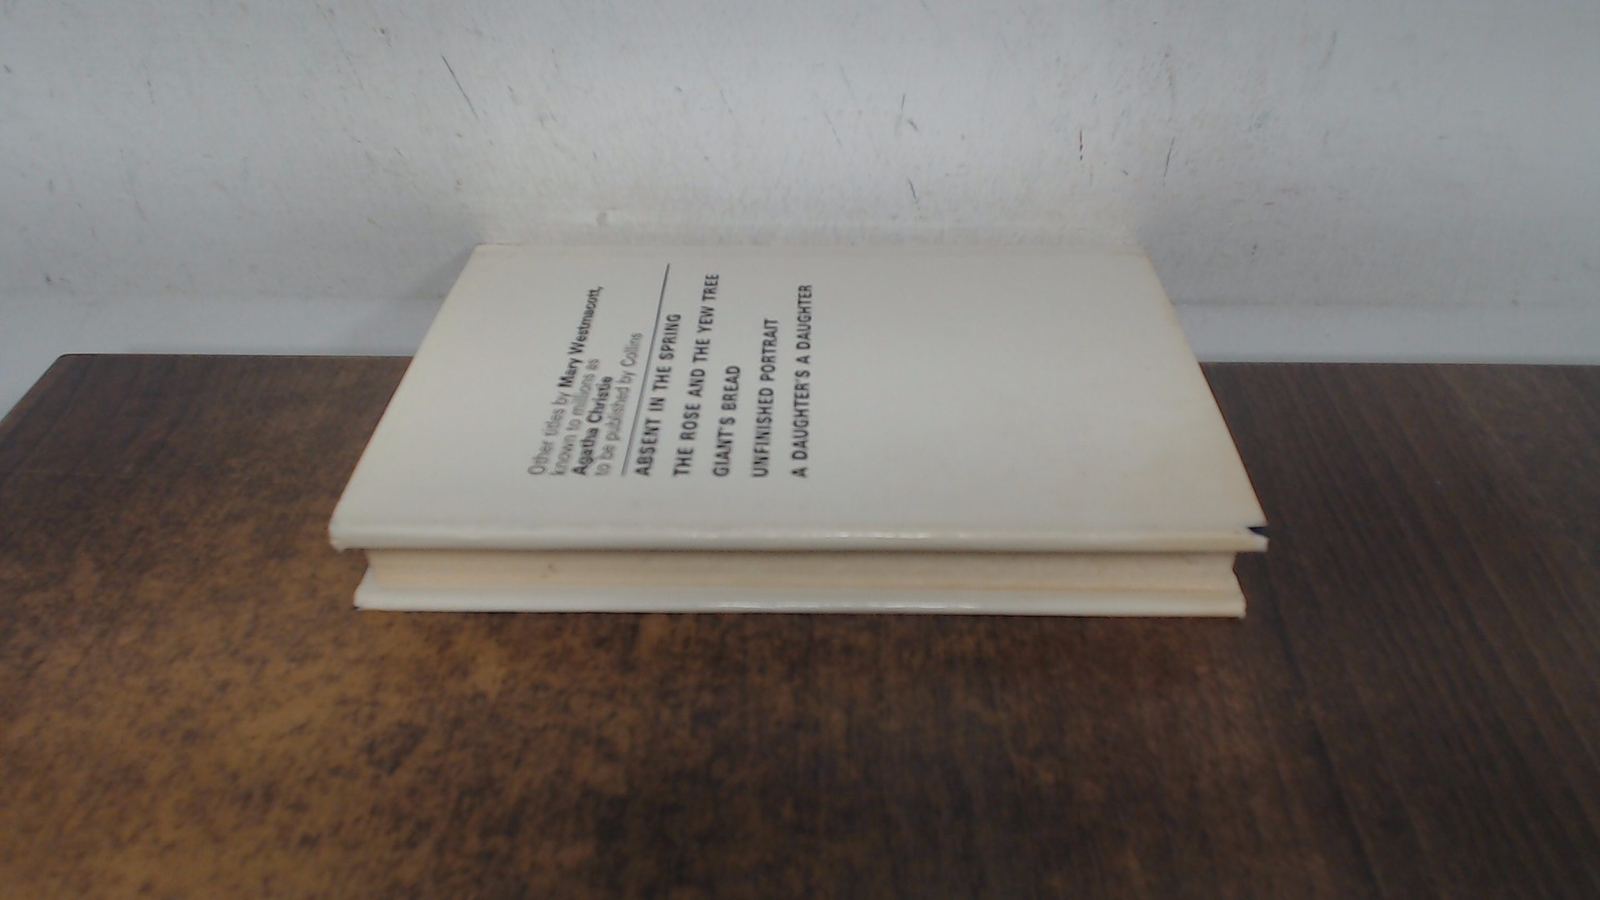 Other titles by Mary Westmacott,
known to millions as
Agatha Christie
to be published by Collins
ABSENT IN THE SPRING
THE ROSE AND THE YEW TREE
GIANT'S BREAD
UNFINISHED PORTRAIT
A DAUGHTER'S A DAUGHTER